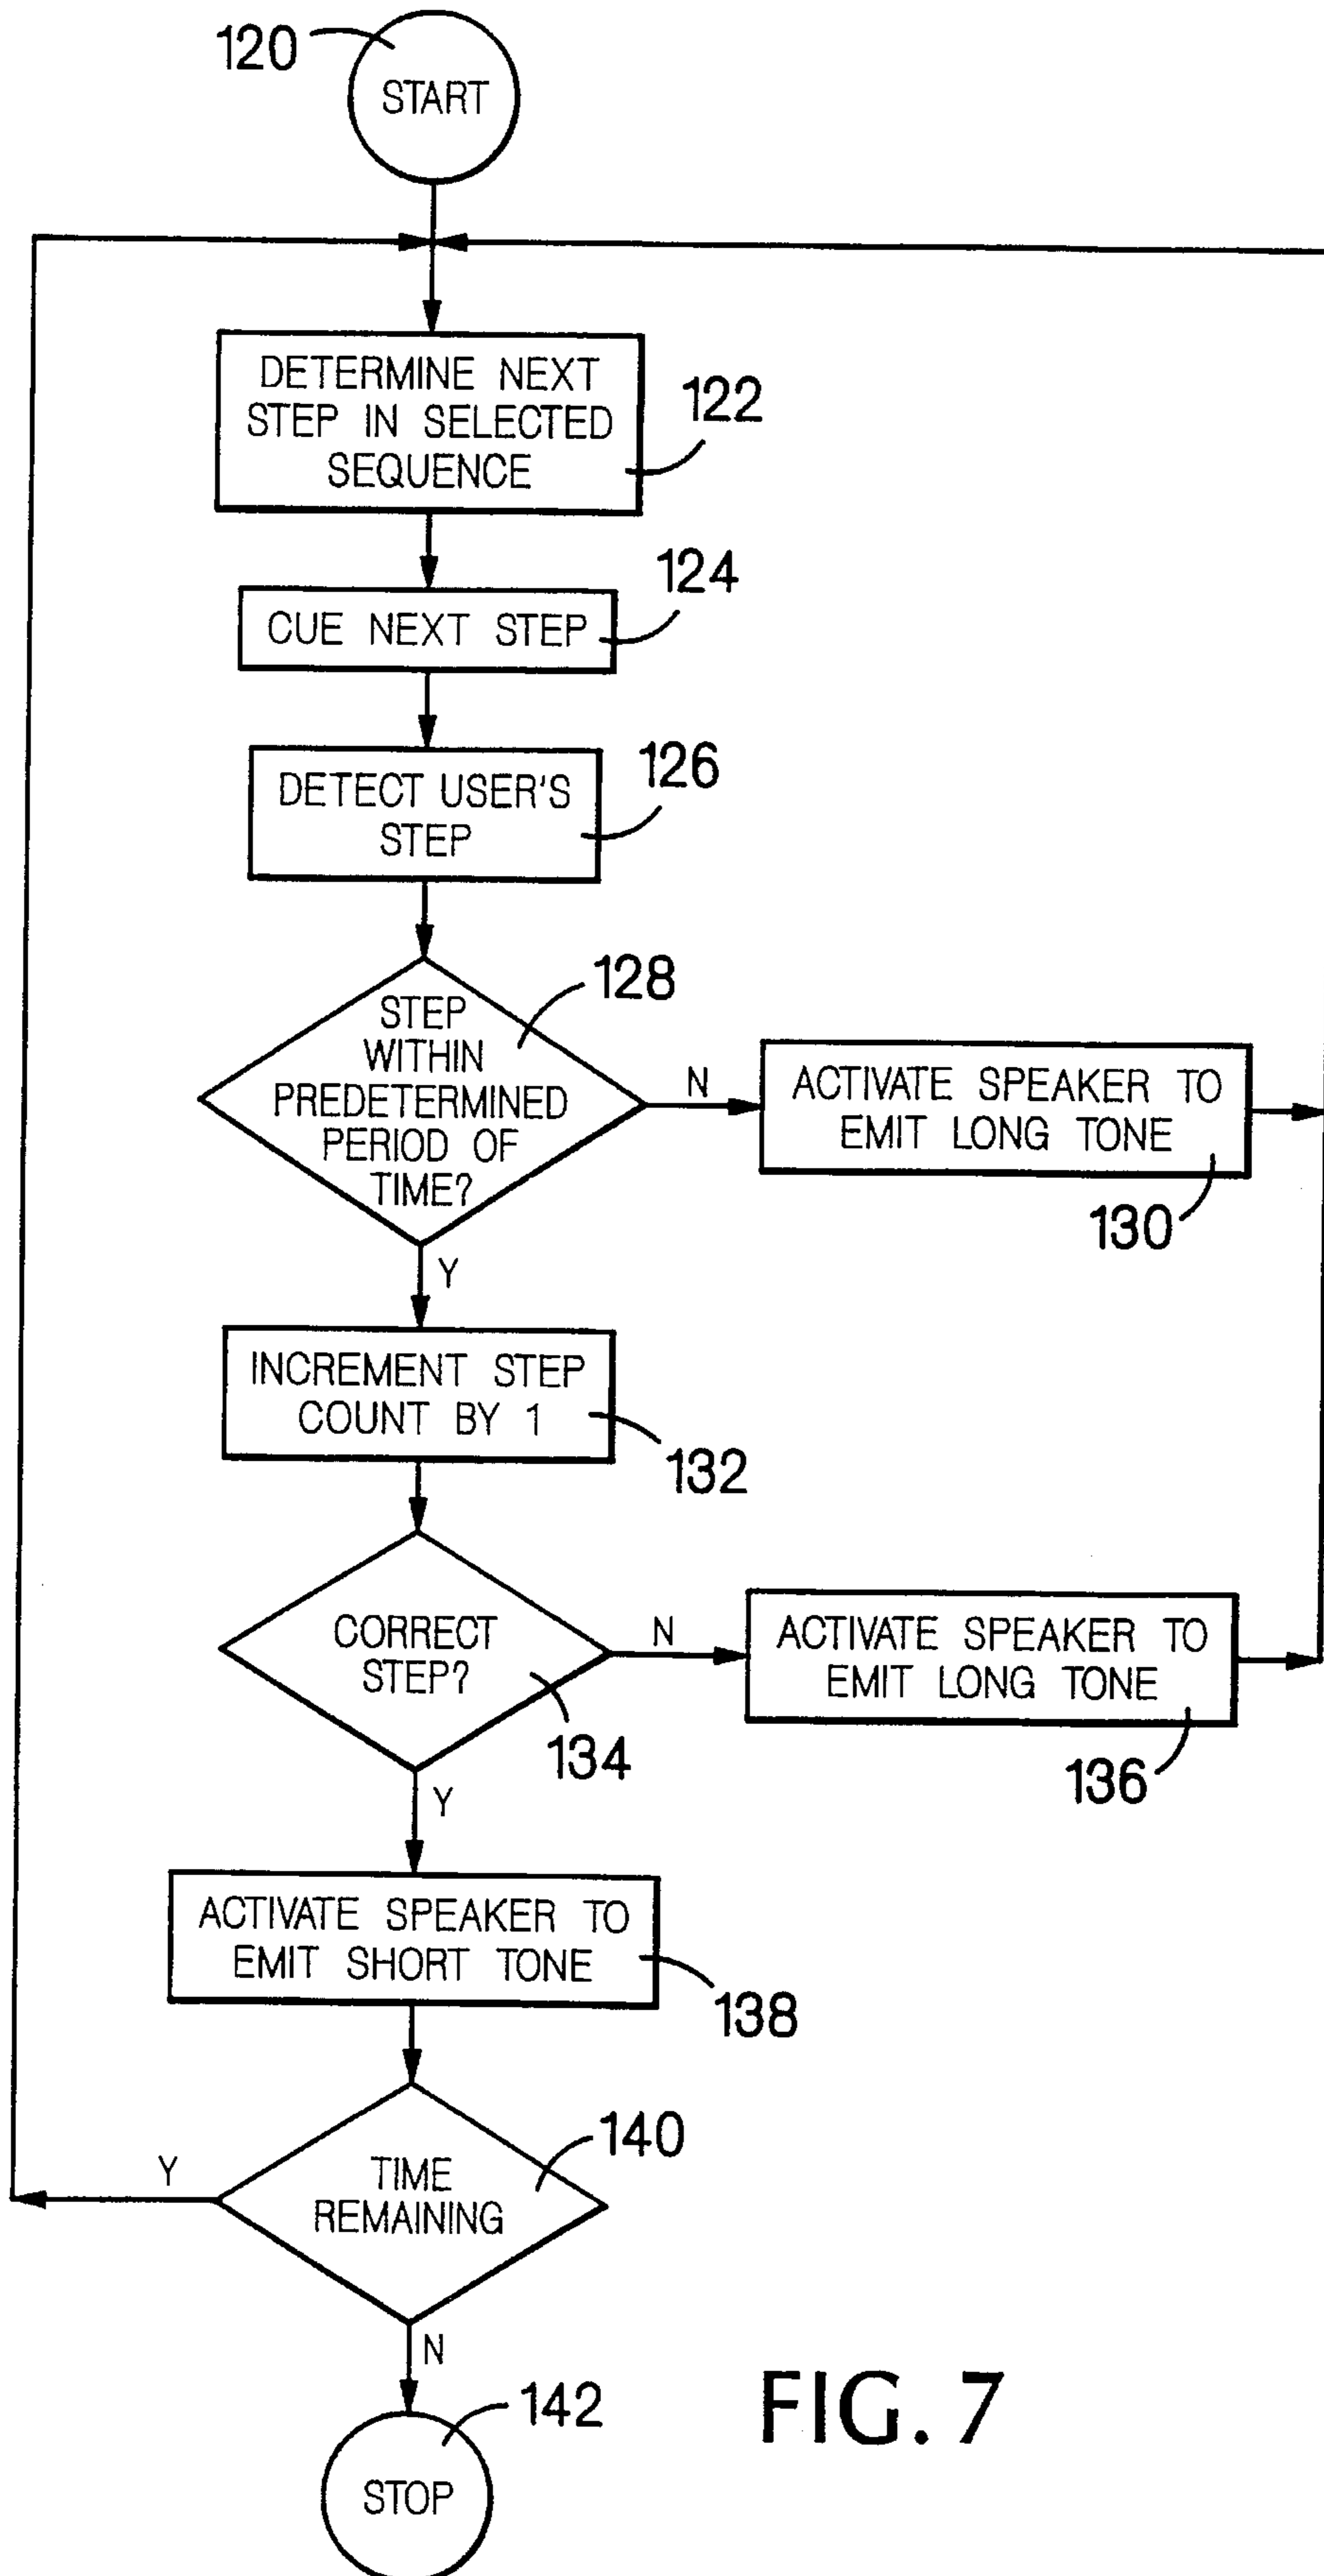 120
START
DETERMINE NEXT
STEP IN SELECTED
SEQUENCE
122
124
CUE NEXT STEP
126
DETECT USER'S
STEP
128
STEP
WITHIN
PREDETERMINED
PERIOD OF
TIME?
N
ACTIVATE SPEAKER TO
EMIT LONG TONE
130
Y
INCREMENT STEP
COUNT BY 1
132
CORRECT
STEP?
134
N
ACTIVATE SPEAKER TO
EMIT LONG TONE
136
Y
ACTIVATE SPEAKER TO
EMIT SHORT TONE
138
140
TIME
REMAINING
Y
N
142
STOP
FIG. 7